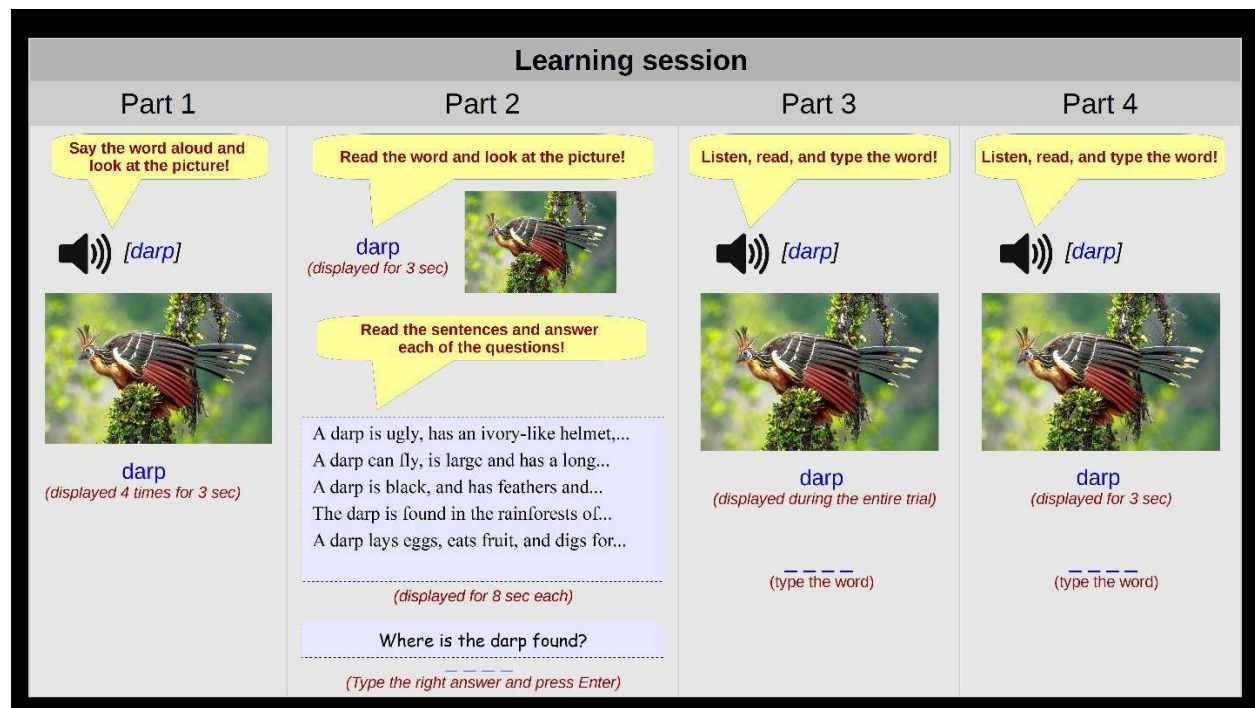 Learning session
Part 1
Say the word aloud and
look at the picture!
[darp]
darp
(displayed 4 times for 3 sec)
Part 2
Read the word and look at the picture!
darp
(displayed for 3 sec)
Read the sentences and answer
each of the questions!
A darp is ugly, has an ivory-like helmet,...
A darp can fly, is large and has a long...
A darp is black, and has feathers and...
The darp is found in the rainforests of...
A darp lays eggs, eats fruit, and digs for...
(displayed for 8 sec each)
Where is the darp found?
_ _ _ _
(Type the right answer and press Enter)
Part 3
Listen, read, and type the word!
[darp]
darp
(displayed during the entire trial)
_ _ _ _
(type the word)
Part 4
Listen, read, and type the word!
[darp]
darp
(displayed for 3 sec)
_ _ _ _
(type the word)